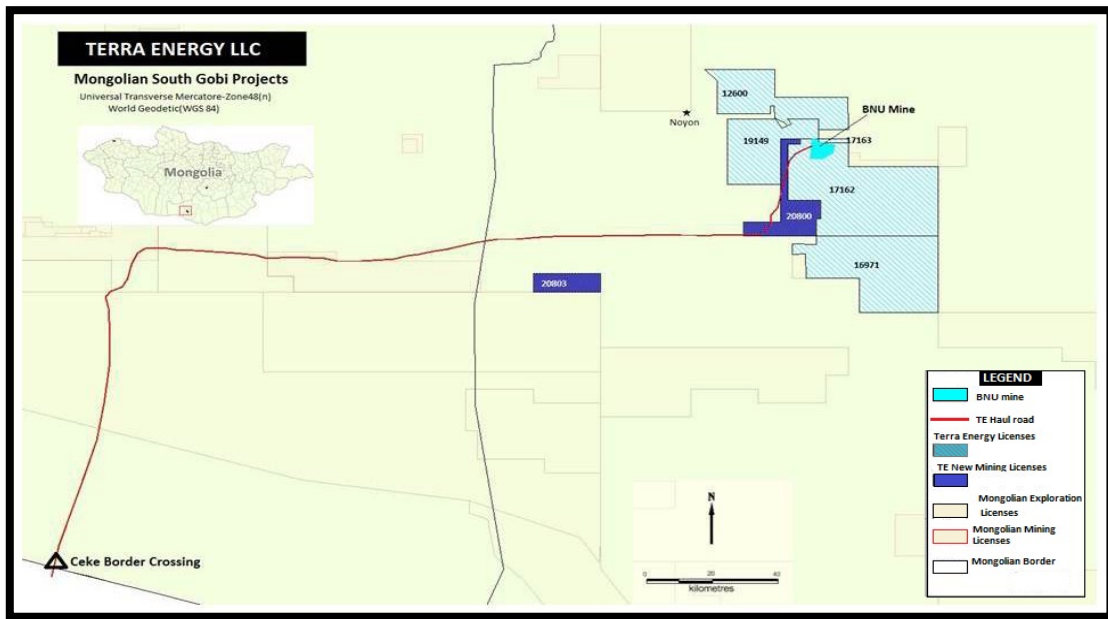 TERRA ENERGY LLC
Mongolian South Gobi Projects
Universal Transverse Mercatore-Zone48(n)
World Geodetic(WGS 84)
Mongolia
Noyon
12600
BNU Mine
19149
17163
17162
20800
16971
20803
Ceke Border Crossing
N
20
40
kilometres
LEGEND
BNU mine
TE Haul road
Terra Energy Licenses
TE New Mining Licenses
Mongolian Exploration
Licenses
Mongolian Mining
Licenses
Mongolian Border